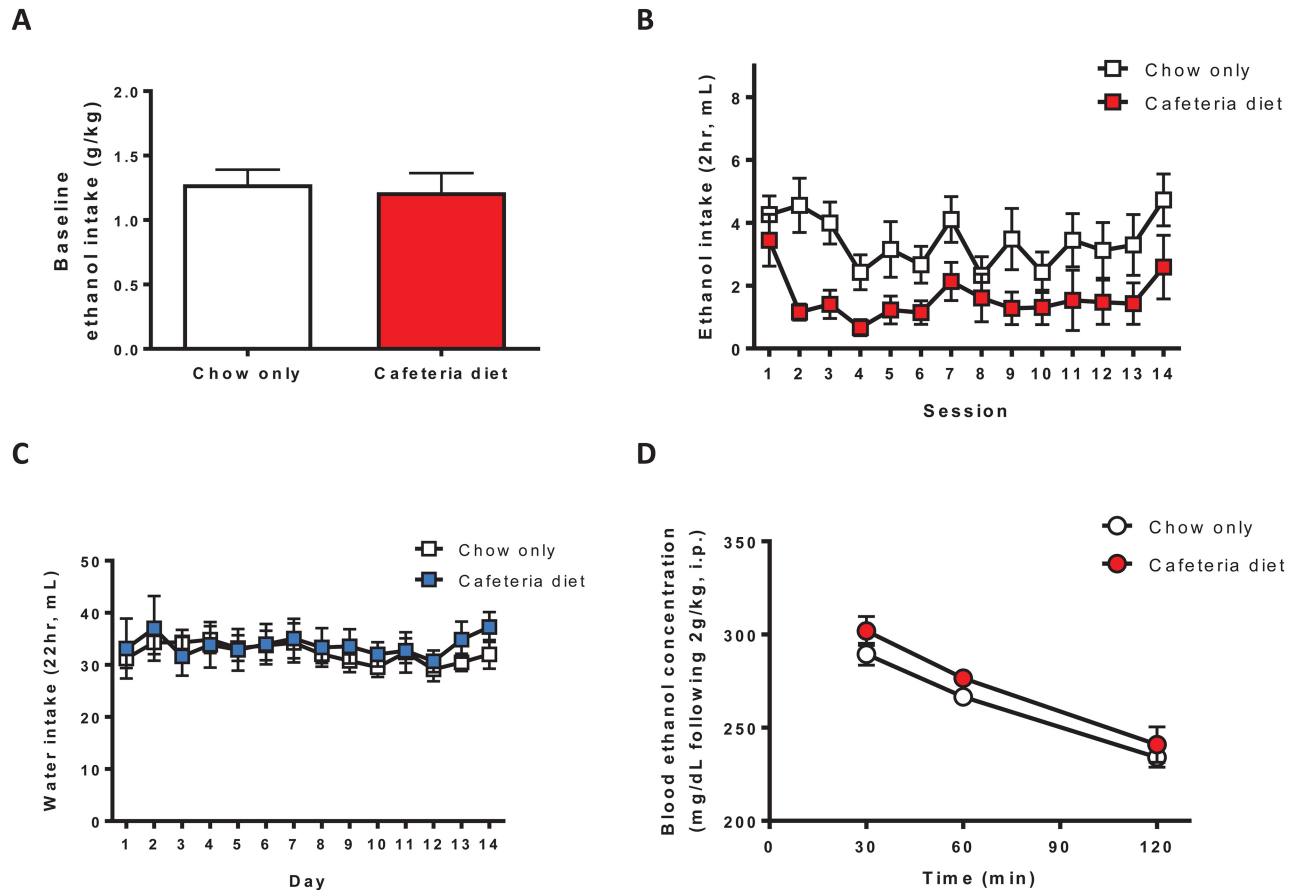 A
Baseline
ethanol intake (g/kg)
2.0
1.5
1.0
0.5
0.0
Chow only
Cafeteria diet
B
Ethanol intake (2hr, mL)
8
6
4
2
0
1 2 3 4 5 6 7 8 9 10 11 12 13 14
Session
Chow only
Cafeteria diet
C
Water intake (22hr, mL)
50
40
30
20
10
0
1 2 3 4 5 6 7 8 9 10 11 12 13 14
Day
Chow only
Cafeteria diet
D
Blood ethanol concentration
(mg/dL following 2g/kg, i.p.)
350
300
250
200
0 30 60 90 120
Time (min)
Chow only
Cafeteria diet